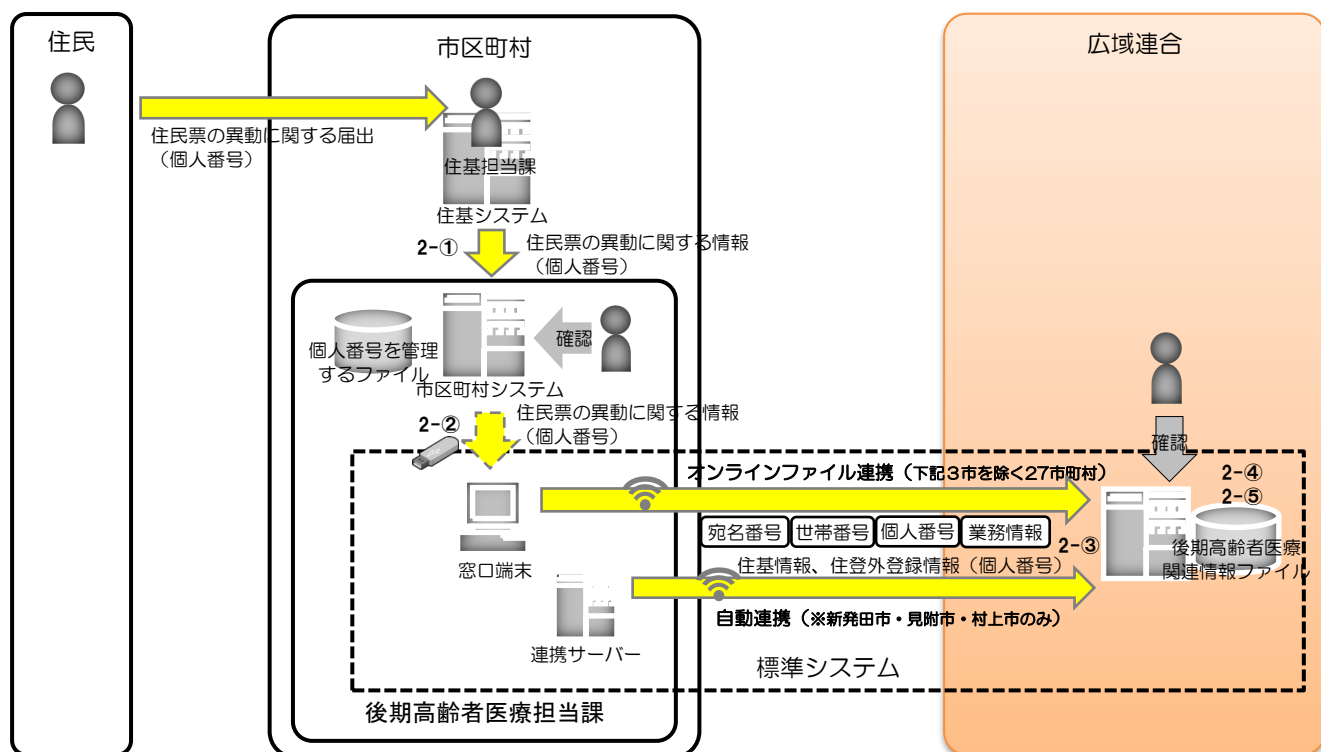 住民
市区町村
広域連合
住民票の異動に関する届出
（個人番号）
住基担当課
住基システム
2-①
住民票の異動に関する情報
（個人番号）
個人番号を管理
するファイル
確認
市区町村システム
2-②
住民票の異動に関する情報
（個人番号）
確認
オンラインファイル連携（下記３市を除く27市町村）
2-④
2-⑤
宛名番号
世帯番号
個人番号
業務情報
2-③
後期高齢者医療
関連情報ファイル
窓口端末
住基情報、住登外登録情報（個人番号）
自動連携（※新発田市・見附市・村上市のみ）
連携サーバー
標準システム
後期高齢者医療担当課